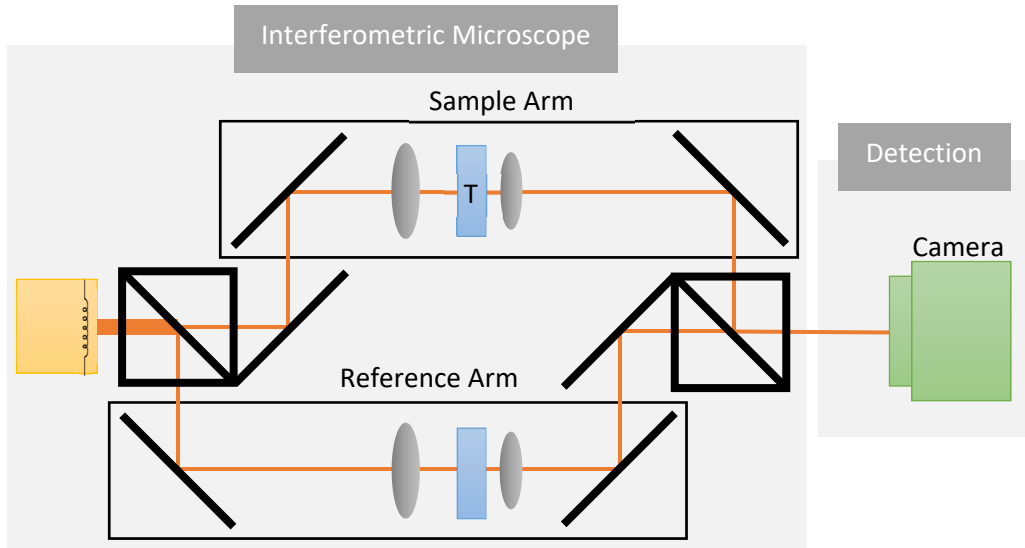 Interferometric Microscope
Sample Arm
Detection
T
Camera
Reference Arm